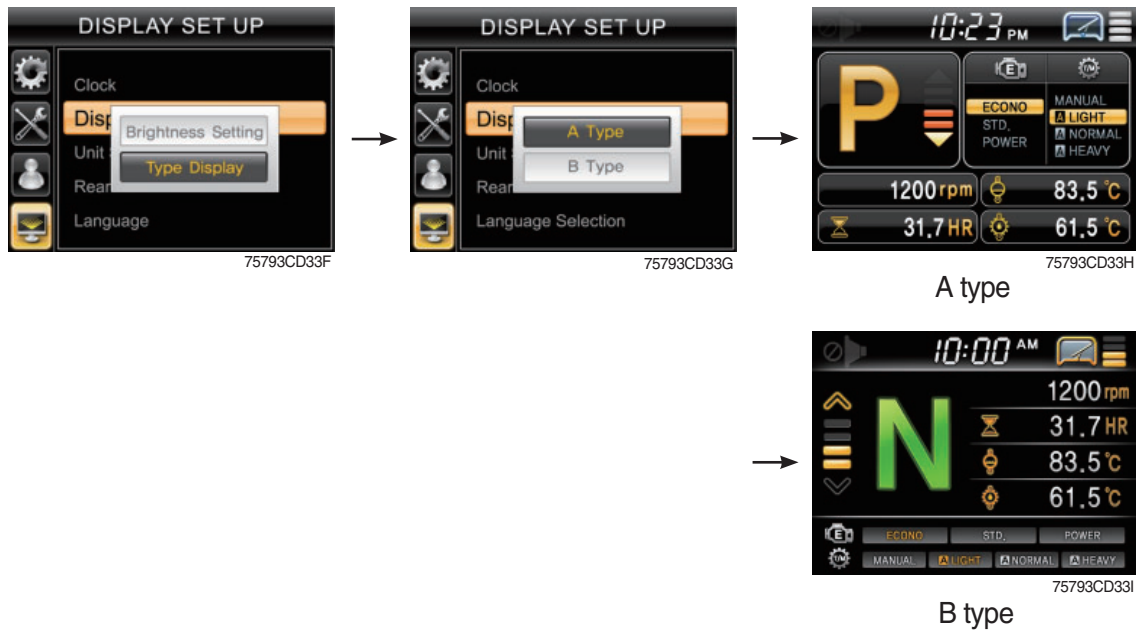 DISPLAY SET UP
Clock
Disp
Brightness Setting
Unit
Type Display
Rear
Language
75793CD33F
DISPLAY SET UP
Clock
Disp
A Type
Unit
B Type
Rear
Language Selection
75793CD33G
10:23 PM
P
E
T/M
ECONO
STD.
POWER
MANUAL
A LIGHT
A NORMAL
A HEAVY
1200 rpm
83.5 °C
31.7 HR
61.5 °C
75793CD33H
A type
10:00 AM
N
1200 rpm
31.7 HR
83.5 °C
61.5 °C
E
ECONO
STD.
POWER
T/M
MANUAL
A LIGHT
A NORMAL
A HEAVY
75793CD33I
B type